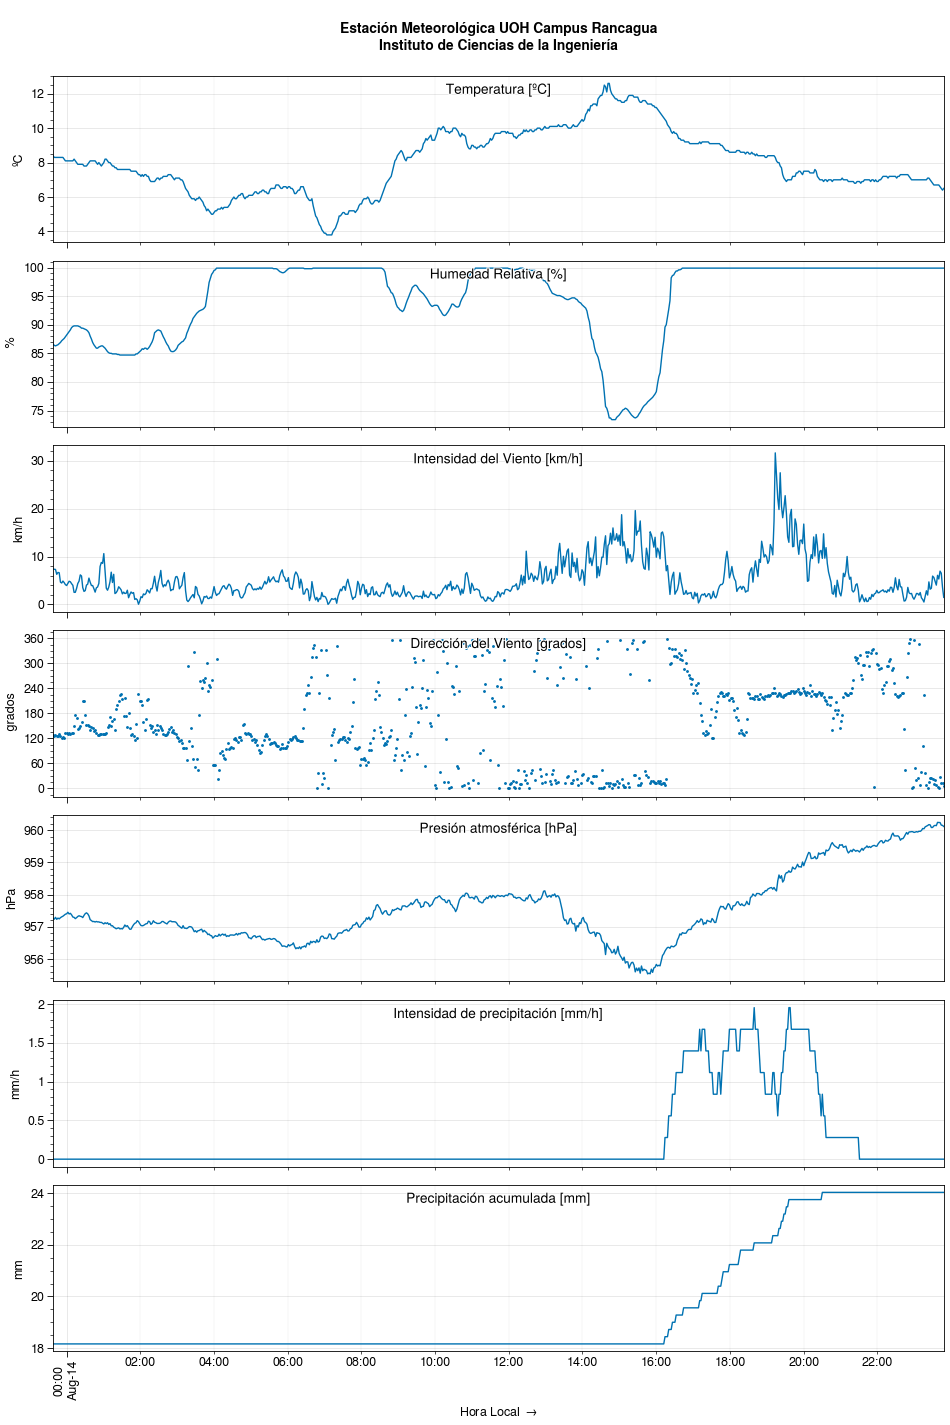 Estación Meteorológica UOH Campus Rancagua
Instituto de Ciencias de la Ingeniería
Temperatura [ºC]
12
10
8
6
4
ºC
Humedad Relativa [%]
100
95
90
85
80
75
%
Intensidad del Viento [km/h]
30
20
10
0
km/h
Dirección del Viento [grados]
360
300
240
180
120
60
0
grados
Presión atmosférica [hPa]
960
959
958
957
956
hPa
Intensidad de precipitación [mm/h]
2
1.5
1
0.5
0
mm/h
Precipitación acumulada [mm]
24
22
20
18
mm
00:00
Aug-14
02:00
04:00
06:00
08:00
10:00
12:00
14:00
16:00
18:00
20:00
22:00
Hora Local →